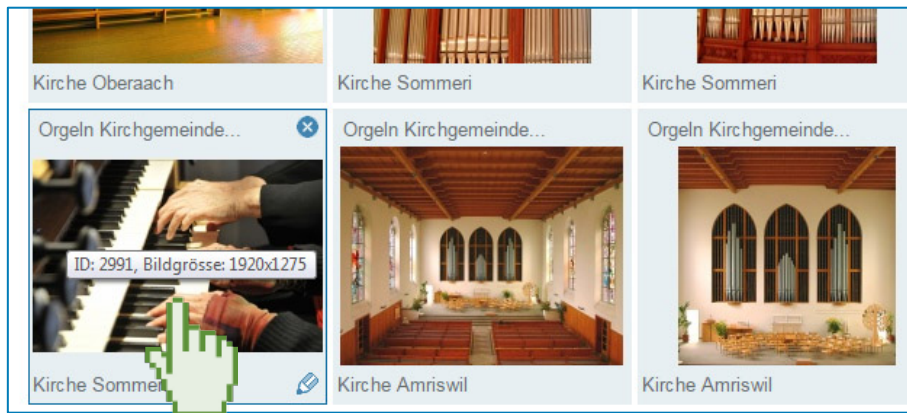 Kirche Oberaach
Kirche Sommeri
Kirche Sommeri
Orgeln Kirchgemeinde...
Orgeln Kirchgemeinde...
Orgeln Kirchgemeinde...
ID: 2991, Bildgrösse: 1920x1275
Kirche Sommer
Kirche Amriswil
Kirche Amriswil